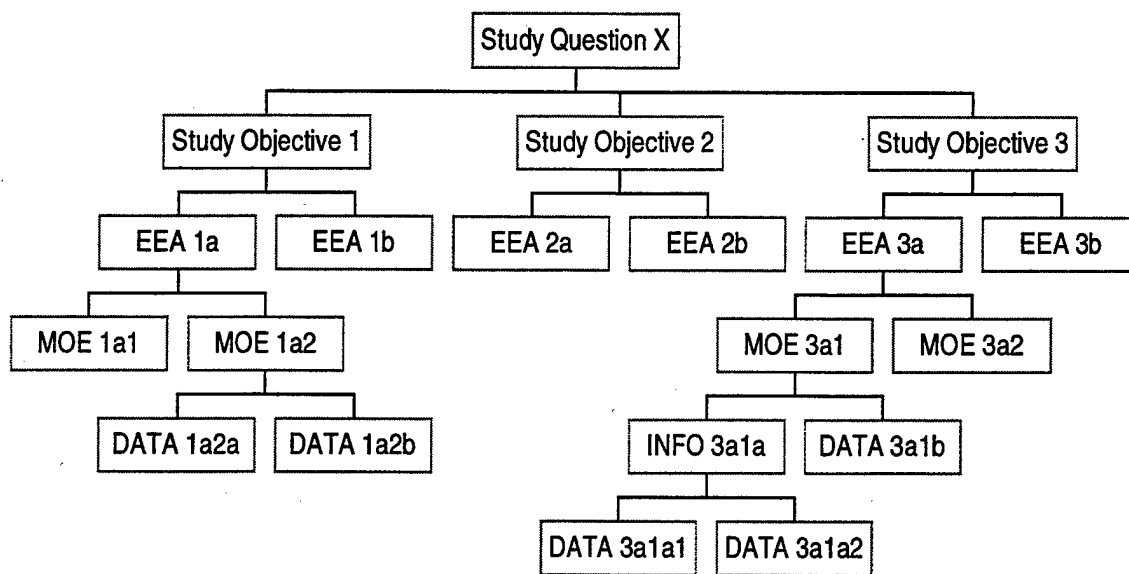 Study Question X
Study Objective 1
Study Objective 2
Study Objective 3
EEA 1a
EEA 1b
EEA 2a
EEA 2b
EEA 3a
EEA 3b
MOE 1a1
MOE 1a2
MOE 3a1
MOE 3a2
DATA 1a2a
DATA 1a2b
INFO 3a1a
DATA 3a1b
DATA 3a1a1
DATA 3a1a2